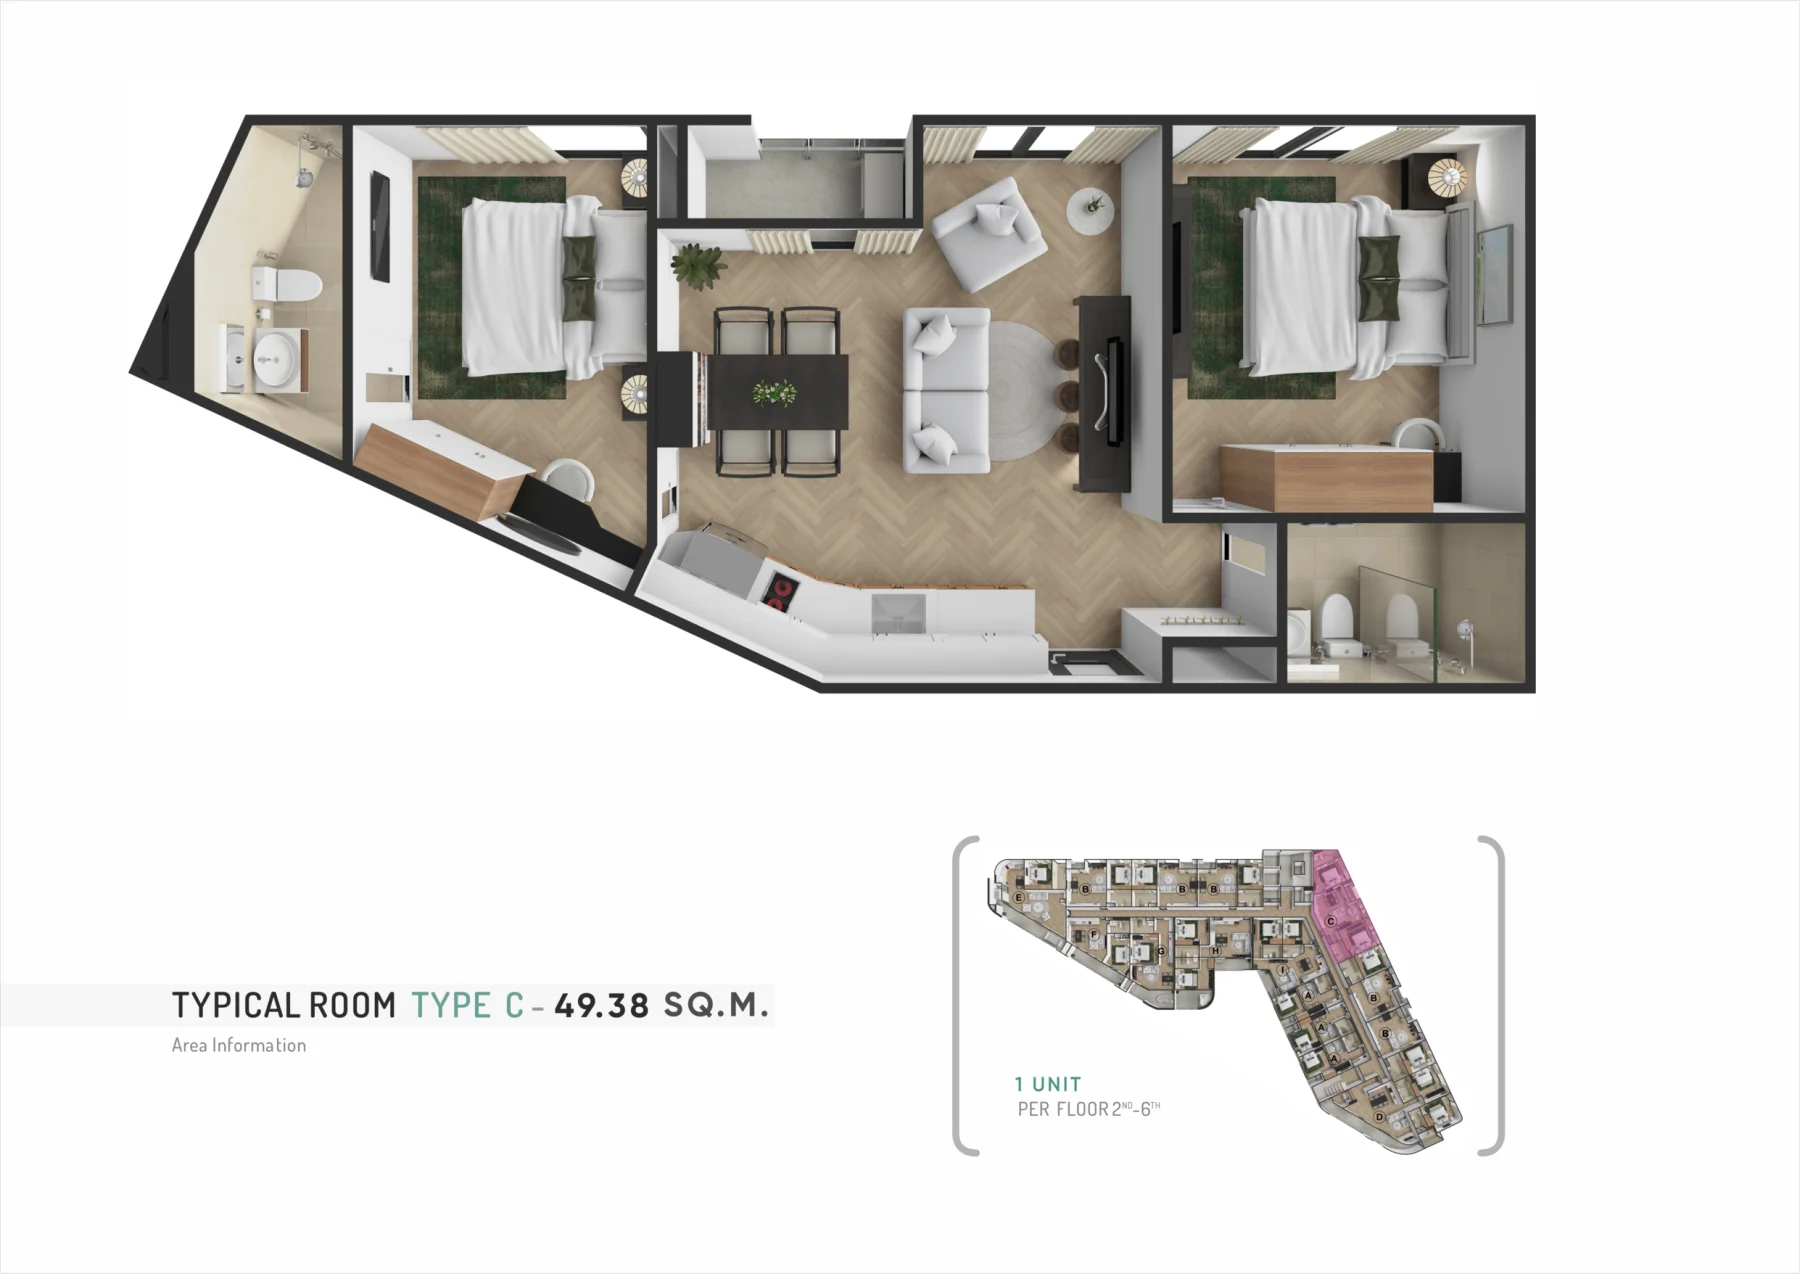 TYPICAL ROOM TYPE C - 49.38 SQ.M.
Area Information
1 UNIT
PER FLOOR 2ND-6TH
E
B
B
B
C
F
G
H
I
A
B
A
B
A
D